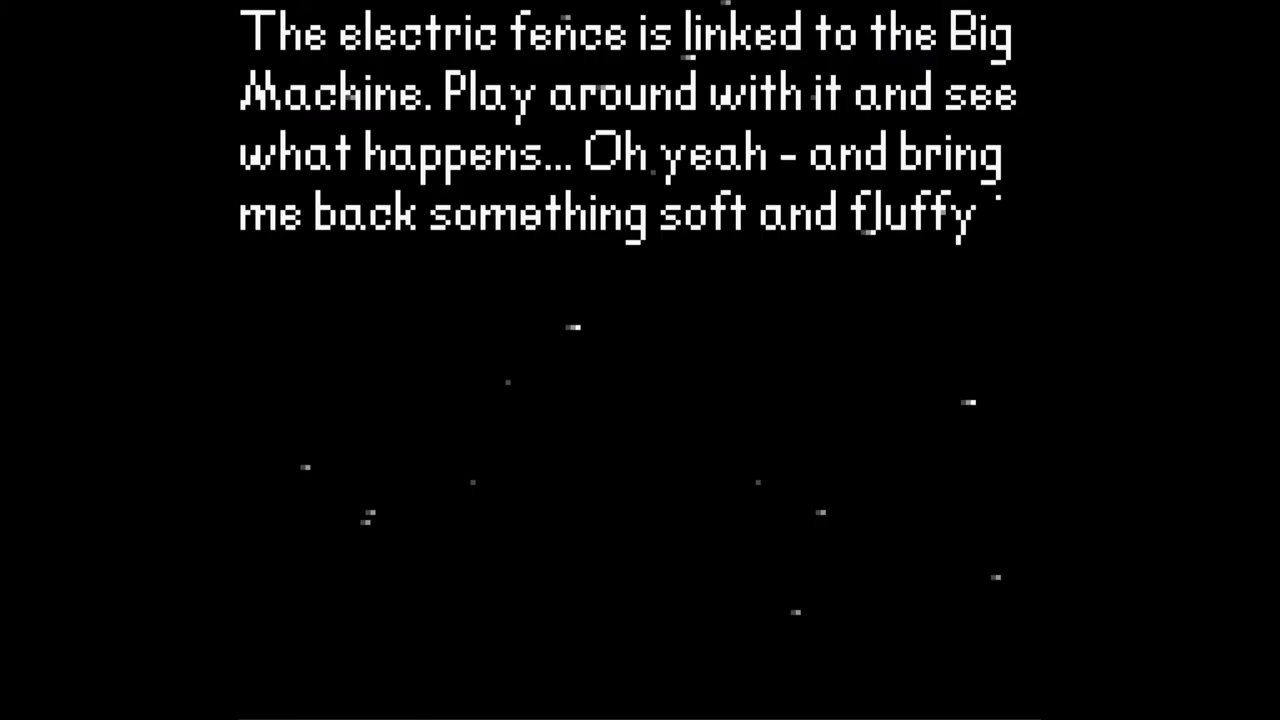 The electric fence is linked to the Big
Machine. Play around with it and see
what happens... Oh yeah - and bring
me back something soft and fluffy